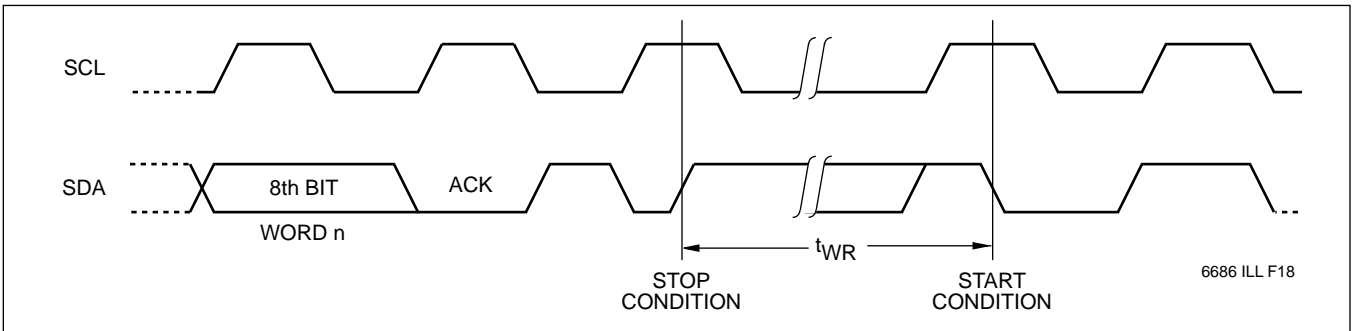 SCL
SDA
8th BIT
ACK
WORD n
tWR
STOP
CONDITION
START
CONDITION
6686 ILL F18